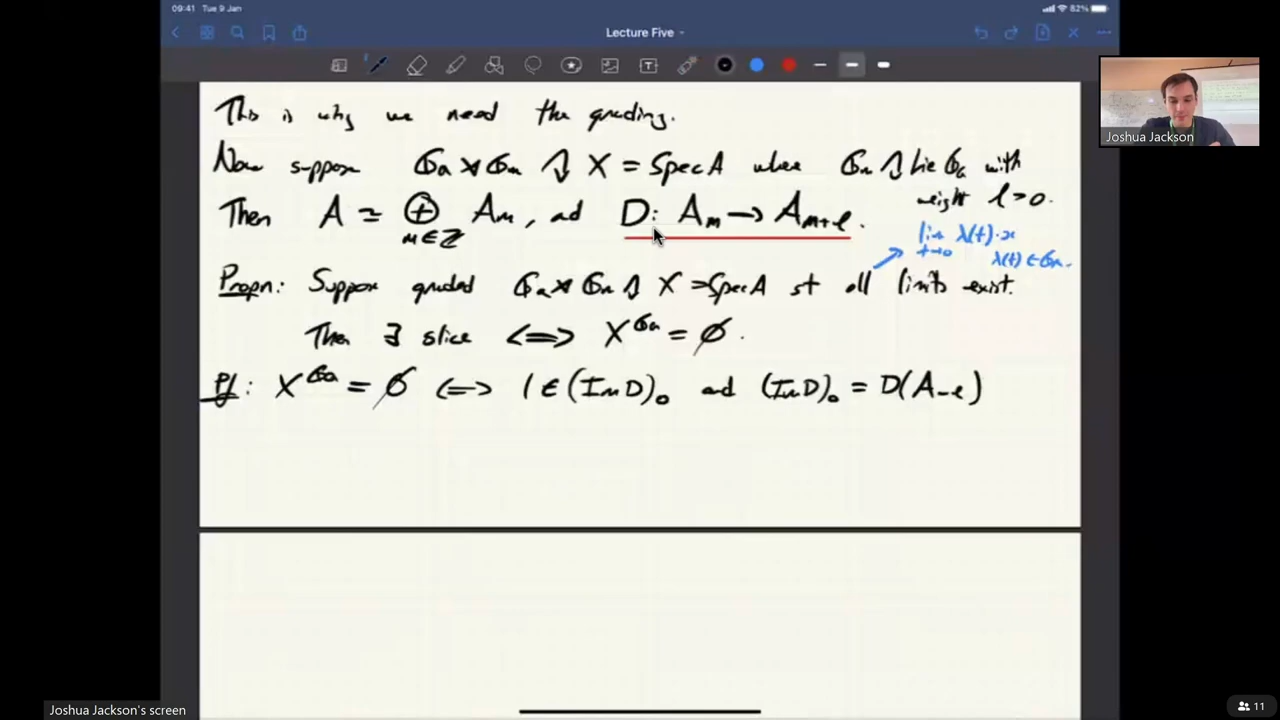 09:41 Tue 9 Jan
82%
Lecture Five
This is why we need the grading.
Now suppose 𝔾a ⋊ 𝔾m ↷ X = Spec A where 𝔾m ↷ Lie 𝔾a with weight l > 0.
Then A = ⊕ m∈ℤ Am, and D: Am → Am+l.
lim t→0 λ(t)·x
λ(t) ∈ 𝔾m.
Propn: Suppose graded 𝔾a ⋊ 𝔾m ↷ X = Spec A st all limits exist.
Then ∃ slice ⟺ X^𝔾a = ∅.
Pf: X^𝔾a = ∅ ⟺ 1 ∈ (Im D)₀ and (Im D)₀ = D(A−l)
Joshua Jackson
Joshua Jackson's screen
11